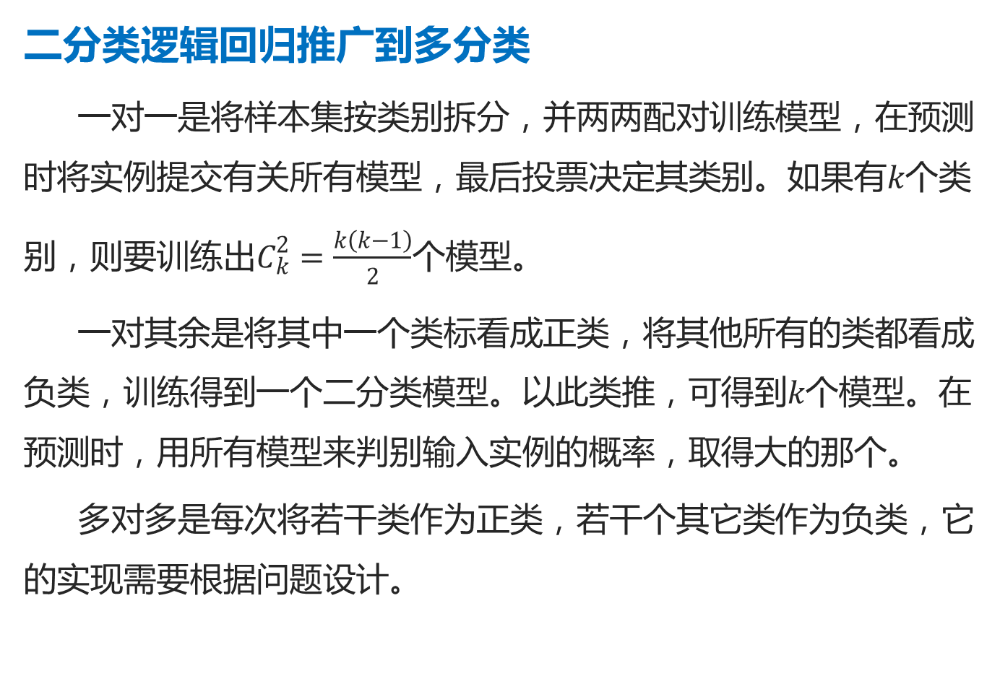 二分类逻辑回归推广到多分类
一对一是将样本集按类别拆分，并两两配对训练模型，在预测
时将实例提交有关所有模型，最后投票决定其类别。如果有k个类
别，则要训练出$C_k^2 = \frac{k(k-1)}{2}$个模型。
一对其余是将其中一个类标看成正类，将其他所有的类都看成
负类，训练得到一个二分类模型。以此类推，可得到k个模型。在
预测时，用所有模型来判别输入实例的概率，取得大的那个。
多对多是每次将若干类作为正类，若干个其它类作为负类，它
的实现需要根据问题设计。